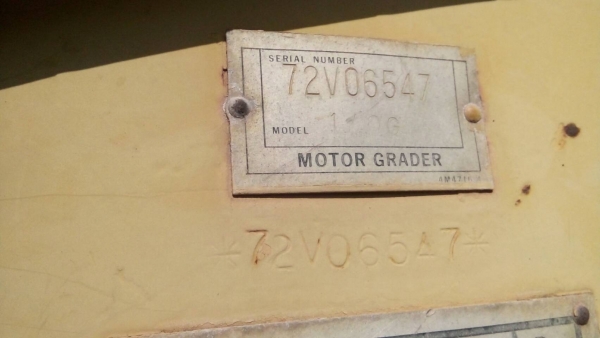 SERIAL NUMBER
72V06547
MODEL
MOTOR GRADER
*72V06547*